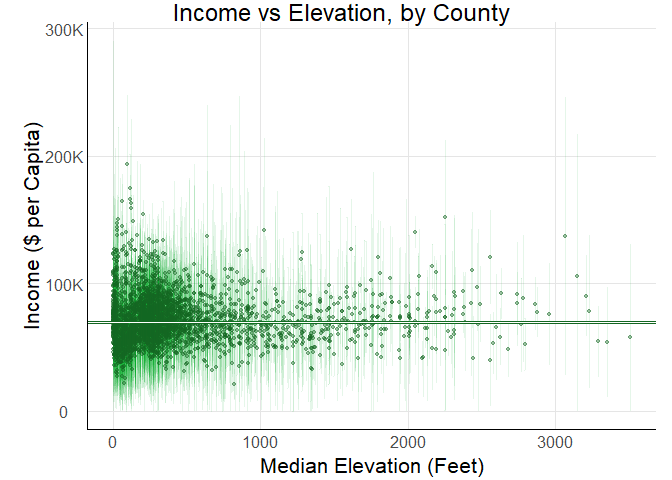 Income vs Elevation, by County
300K
200K
100K
0
Income ($ per Capita)
0 1000 2000 3000
Median Elevation (Feet)